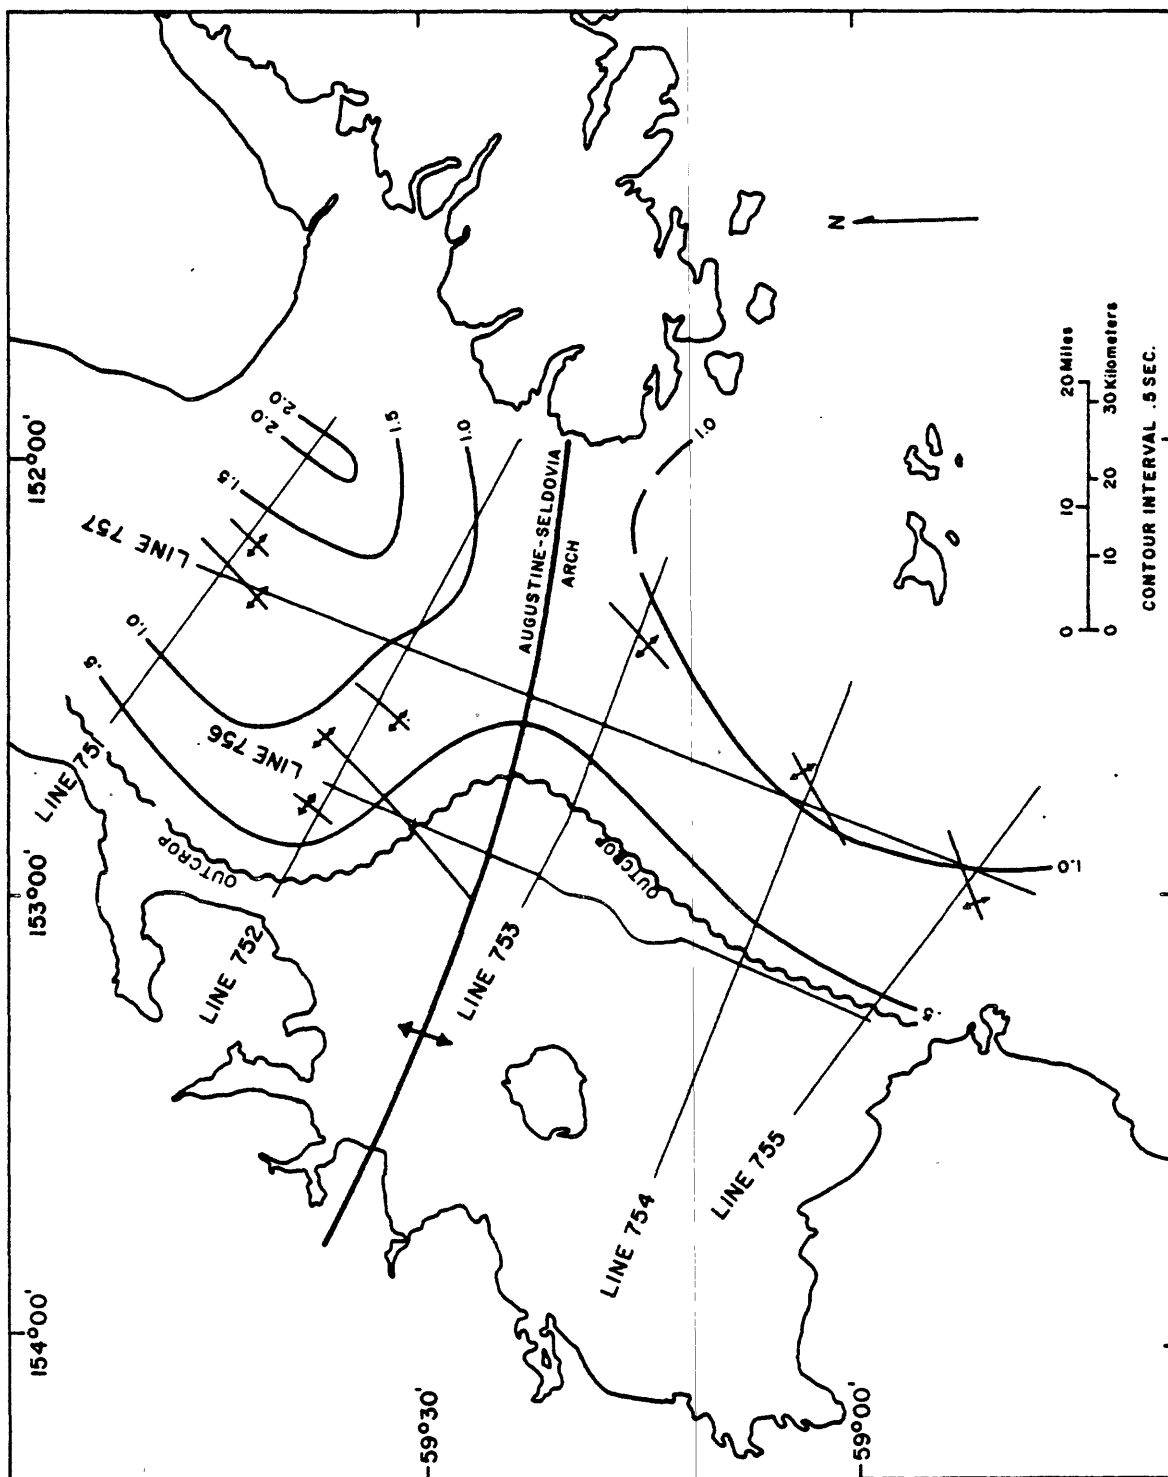 152°00'
153°00'
154°00'
59°30'
59°00'
2.0
2.0
1.5
1.5
1.0
1.0
.5
LINE 757
LINE 756
LINE 751
OUTCROP
LINE 752
AUGUSTINE-SELDOVIA
ARCH
LINE 753
OUTCROP
1.0
1.0
.5
LINE 754
LINE 755
N
0 10 20 Miles
0 10 20 30 Kilometers
CONTOUR INTERVAL .5 SEC.